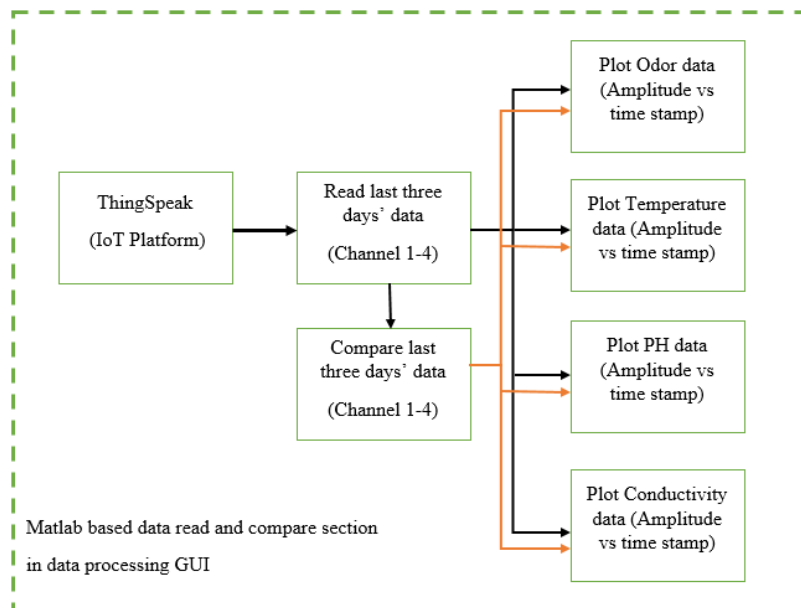 ThingSpeak
(IoT Platform)
Read last three
days’ data
(Channel 1-4)
Compare last
three days’ data
(Channel 1-4)
Plot Odor data
(Amplitude vs
time stamp)
Plot Temperature
data (Amplitude
vs time stamp)
Plot PH data
(Amplitude vs
time stamp)
Plot Conductivity
data (Amplitude
vs time stamp)
Matlab based data read and compare section
in data processing GUI